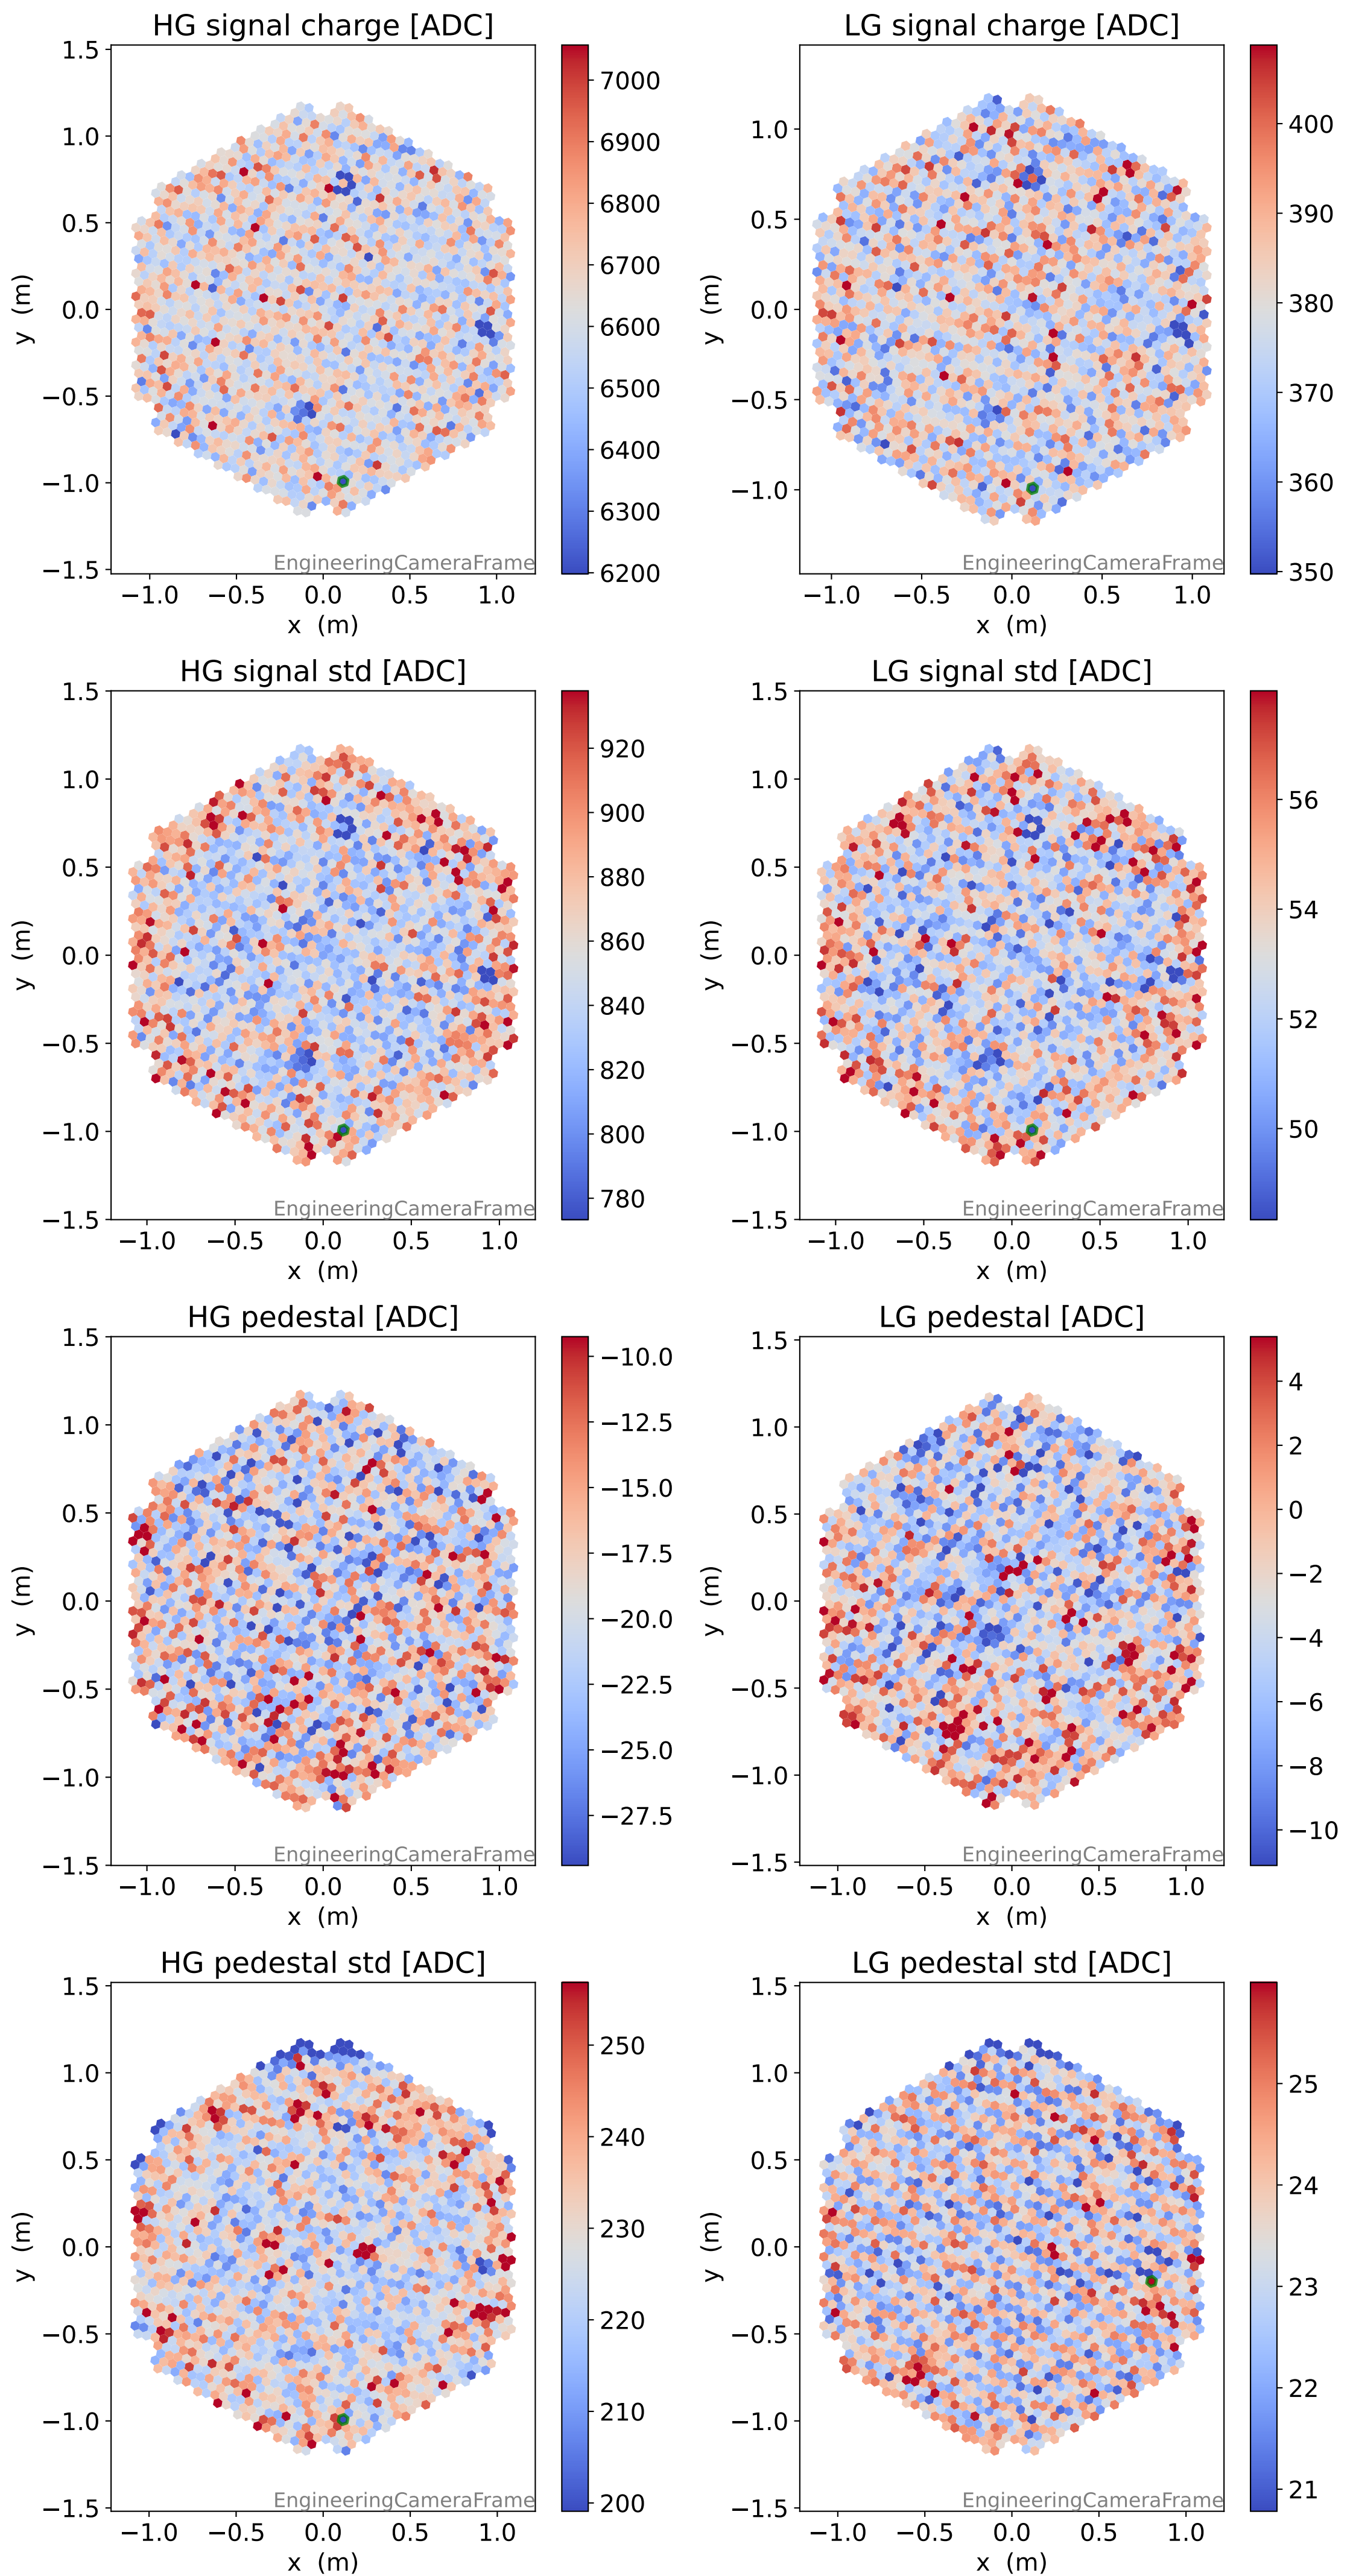 HG signal charge [ADC]
LG signal charge [ADC]
1.5
1.0
0.5
0.0
−0.5
−1.0
−1.5
y (m)
−1.0 −0.5 0.0 0.5 1.0
x (m)
EngineeringCameraFrame
7000
6900
6800
6700
6600
6500
6400
6300
6200
1.0
0.5
0.0
−0.5
−1.0
y (m)
−1.0 −0.5 0.0 0.5 1.0
x (m)
EngineeringCameraFrame
400
390
380
370
360
350
HG signal std [ADC]
LG signal std [ADC]
1.5
1.0
0.5
0.0
−0.5
−1.0
−1.5
y (m)
−1.0 −0.5 0.0 0.5 1.0
x (m)
EngineeringCameraFrame
920
900
880
860
840
820
800
780
1.5
1.0
0.5
0.0
−0.5
−1.0
−1.5
y (m)
−1.0 −0.5 0.0 0.5 1.0
x (m)
EngineeringCameraFrame
56
54
52
50
HG pedestal [ADC]
LG pedestal [ADC]
1.5
1.0
0.5
0.0
−0.5
−1.0
−1.5
y (m)
−1.0 −0.5 0.0 0.5 1.0
x (m)
EngineeringCameraFrame
−10.0
−12.5
−15.0
−17.5
−20.0
−22.5
−25.0
−27.5
1.5
1.0
0.5
0.0
−0.5
−1.0
−1.5
y (m)
−1.0 −0.5 0.0 0.5 1.0
x (m)
EngineeringCameraFrame
4
2
0
−2
−4
−6
−8
−10
HG pedestal std [ADC]
LG pedestal std [ADC]
1.5
1.0
0.5
0.0
−0.5
−1.0
−1.5
y (m)
−1.0 −0.5 0.0 0.5 1.0
x (m)
EngineeringCameraFrame
250
240
230
220
210
200
1.5
1.0
0.5
0.0
−0.5
−1.0
−1.5
y (m)
−1.0 −0.5 0.0 0.5 1.0
x (m)
EngineeringCameraFrame
25
24
23
22
21